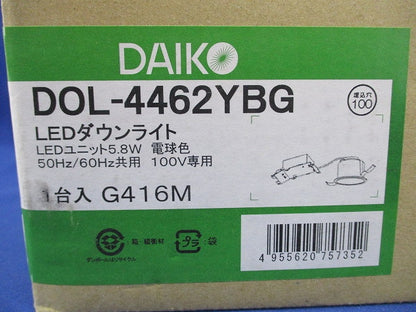 DAIKO
DOL-4462YBG
埋込穴
100
LEDダウンライト
LEDユニット5.8W 電球色
50Hz/60Hz共用 100V専用
1台入 G416M
箱・緩衝材
ダンボールはリサイクル
プラ:袋
4 955620 757352